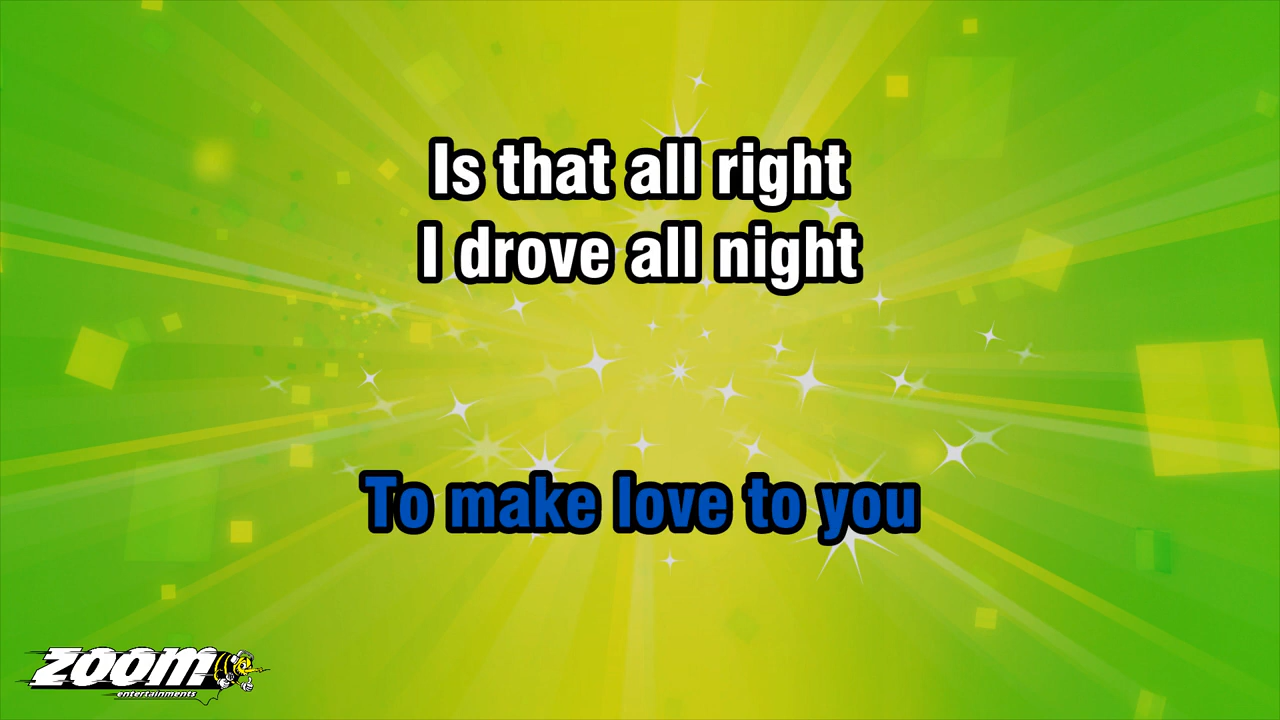 Is that all right
I drove all night
To make love to you
zoom
entertainments